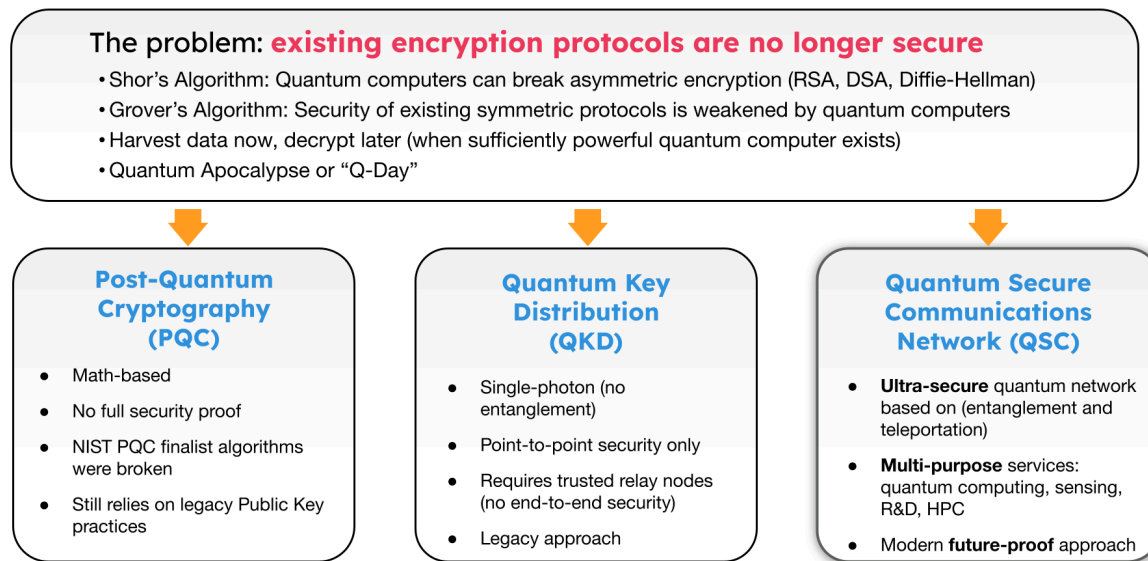 The problem: existing encryption protocols are no longer secure
• Shor’s Algorithm: Quantum computers can break asymmetric encryption (RSA, DSA, Diffie-Hellman)
• Grover’s Algorithm: Security of existing symmetric protocols is weakened by quantum computers
• Harvest data now, decrypt later (when sufficiently powerful quantum computer exists)
• Quantum Apocalypse or “Q-Day”
Post-Quantum
Cryptography
(PQC)
● Math-based
● No full security proof
● NIST PQC finalist algorithms
were broken
● Still relies on legacy Public Key
practices
Quantum Key
Distribution
(QKD)
● Single-photon (no
entanglement)
● Point-to-point security only
● Requires trusted relay nodes
(no end-to-end security)
● Legacy approach
Quantum Secure
Communications
Network (QSC)
● Ultra-secure quantum network
based on (entanglement and
teleportation)
● Multi-purpose services:
quantum computing, sensing,
R&D, HPC
● Modern future-proof approach